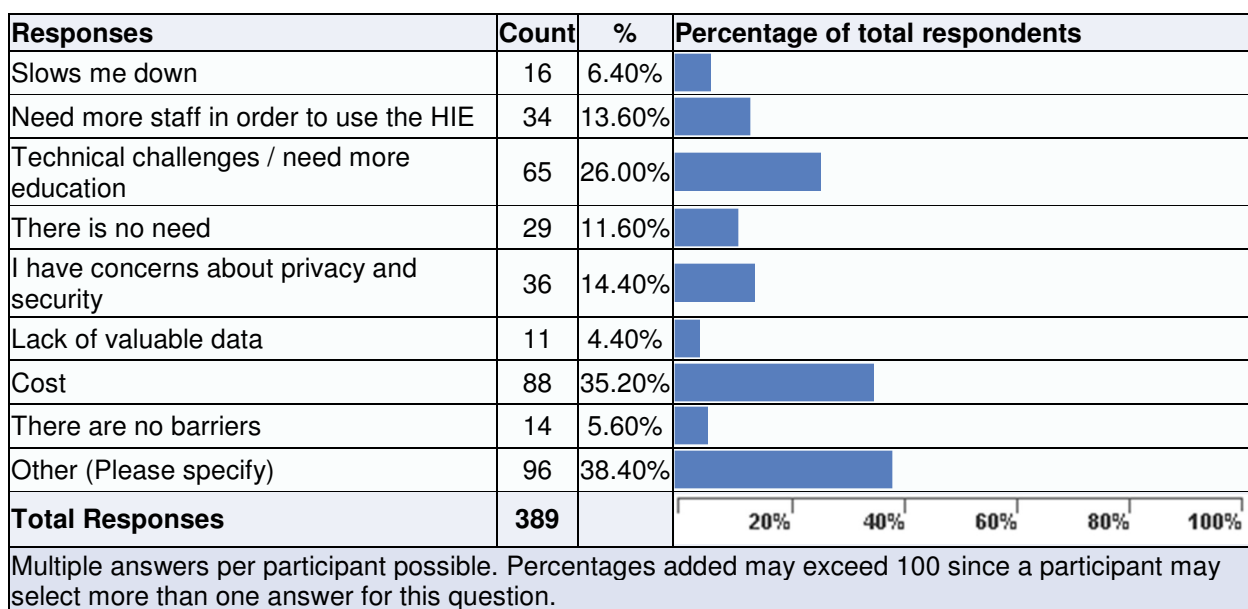 Responses Count % Percentage of total respondents
Slows me down 16 6.40%
Need more staff in order to use the HIE 34 13.60%
Technical challenges / need more
education 65 26.00%
There is no need 29 11.60%
I have concerns about privacy and
security 36 14.40%
Lack of valuable data 11 4.40%
Cost 88 35.20%
There are no barriers 14 5.60%
Other (Please specify) 96 38.40%
Total Responses 389 20% 40% 60% 80% 100%
Multiple answers per participant possible. Percentages added may exceed 100 since a participant may
select more than one answer for this question.